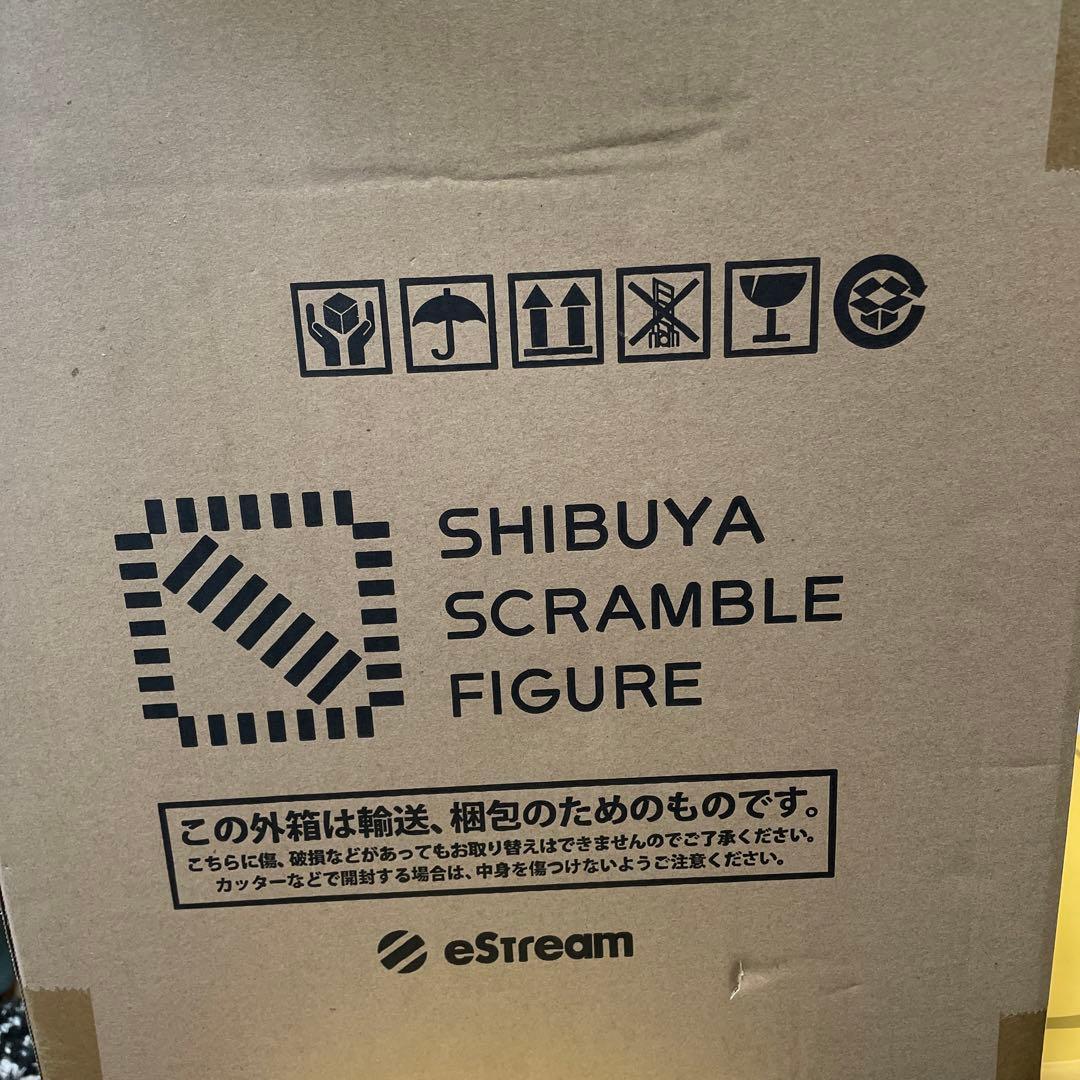 SHIBUYA
SCRAMBLE
FIGURE
この外箱は輸送、梱包のためのものです。
こちらに傷、破損などがあってもお取り替えはできませんのでご了承ください。
カッターなどで開封する場合は、中身を傷つけないようご注意ください。
eStream